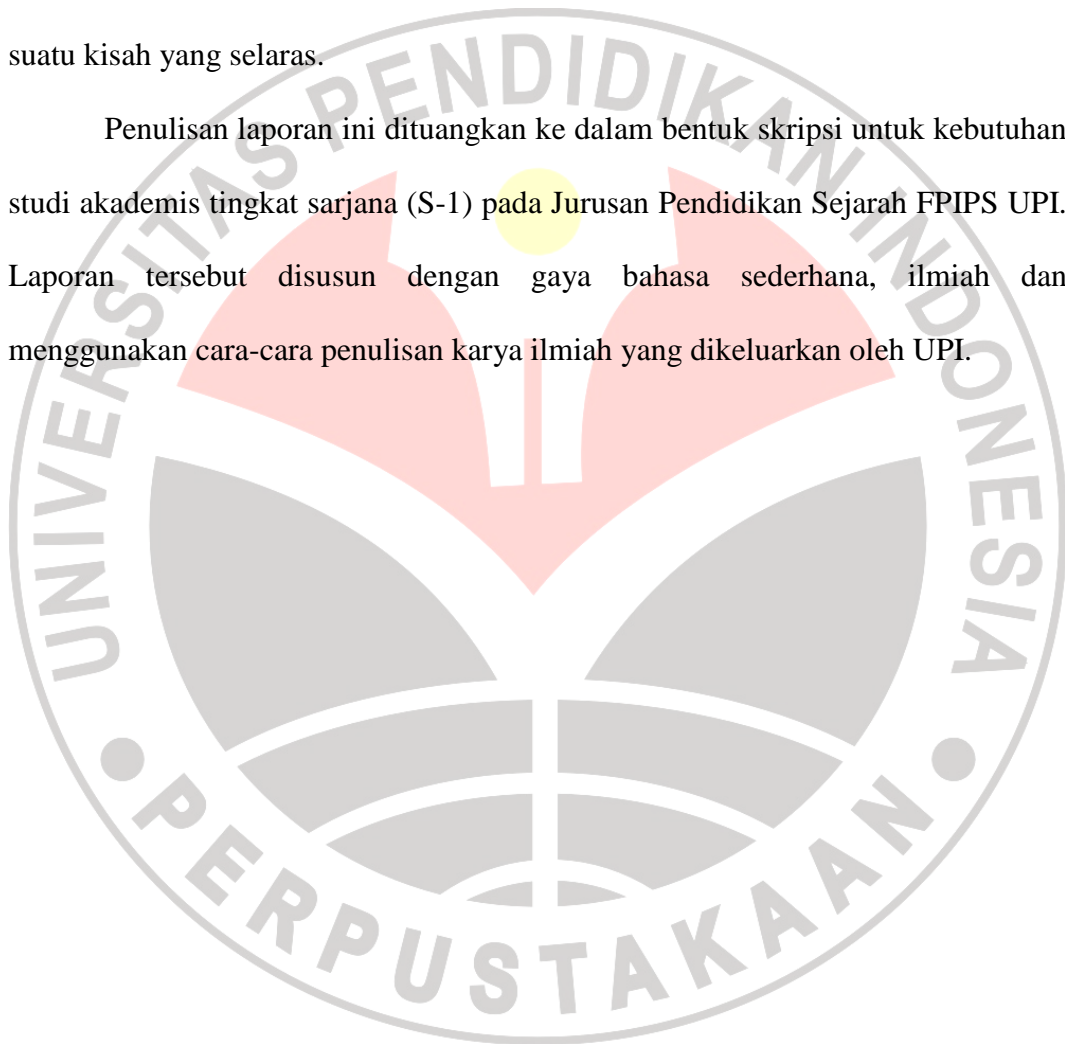 suatu kisah yang selaras.
Penulisan laporan ini dituangkan ke dalam bentuk skripsi untuk kebutuhan
studi akademis tingkat sarjana (S-1) pada Jurusan Pendidikan Sejarah FPIPS UPI.
Laporan tersebut disusun dengan gaya bahasa sederhana, ilmiah dan
menggunakan cara-cara penulisan karya ilmiah yang dikeluarkan oleh UPI.
UNIVERSITAS PENDIDIKAN INDONESIA
PERPUSTAKAAN